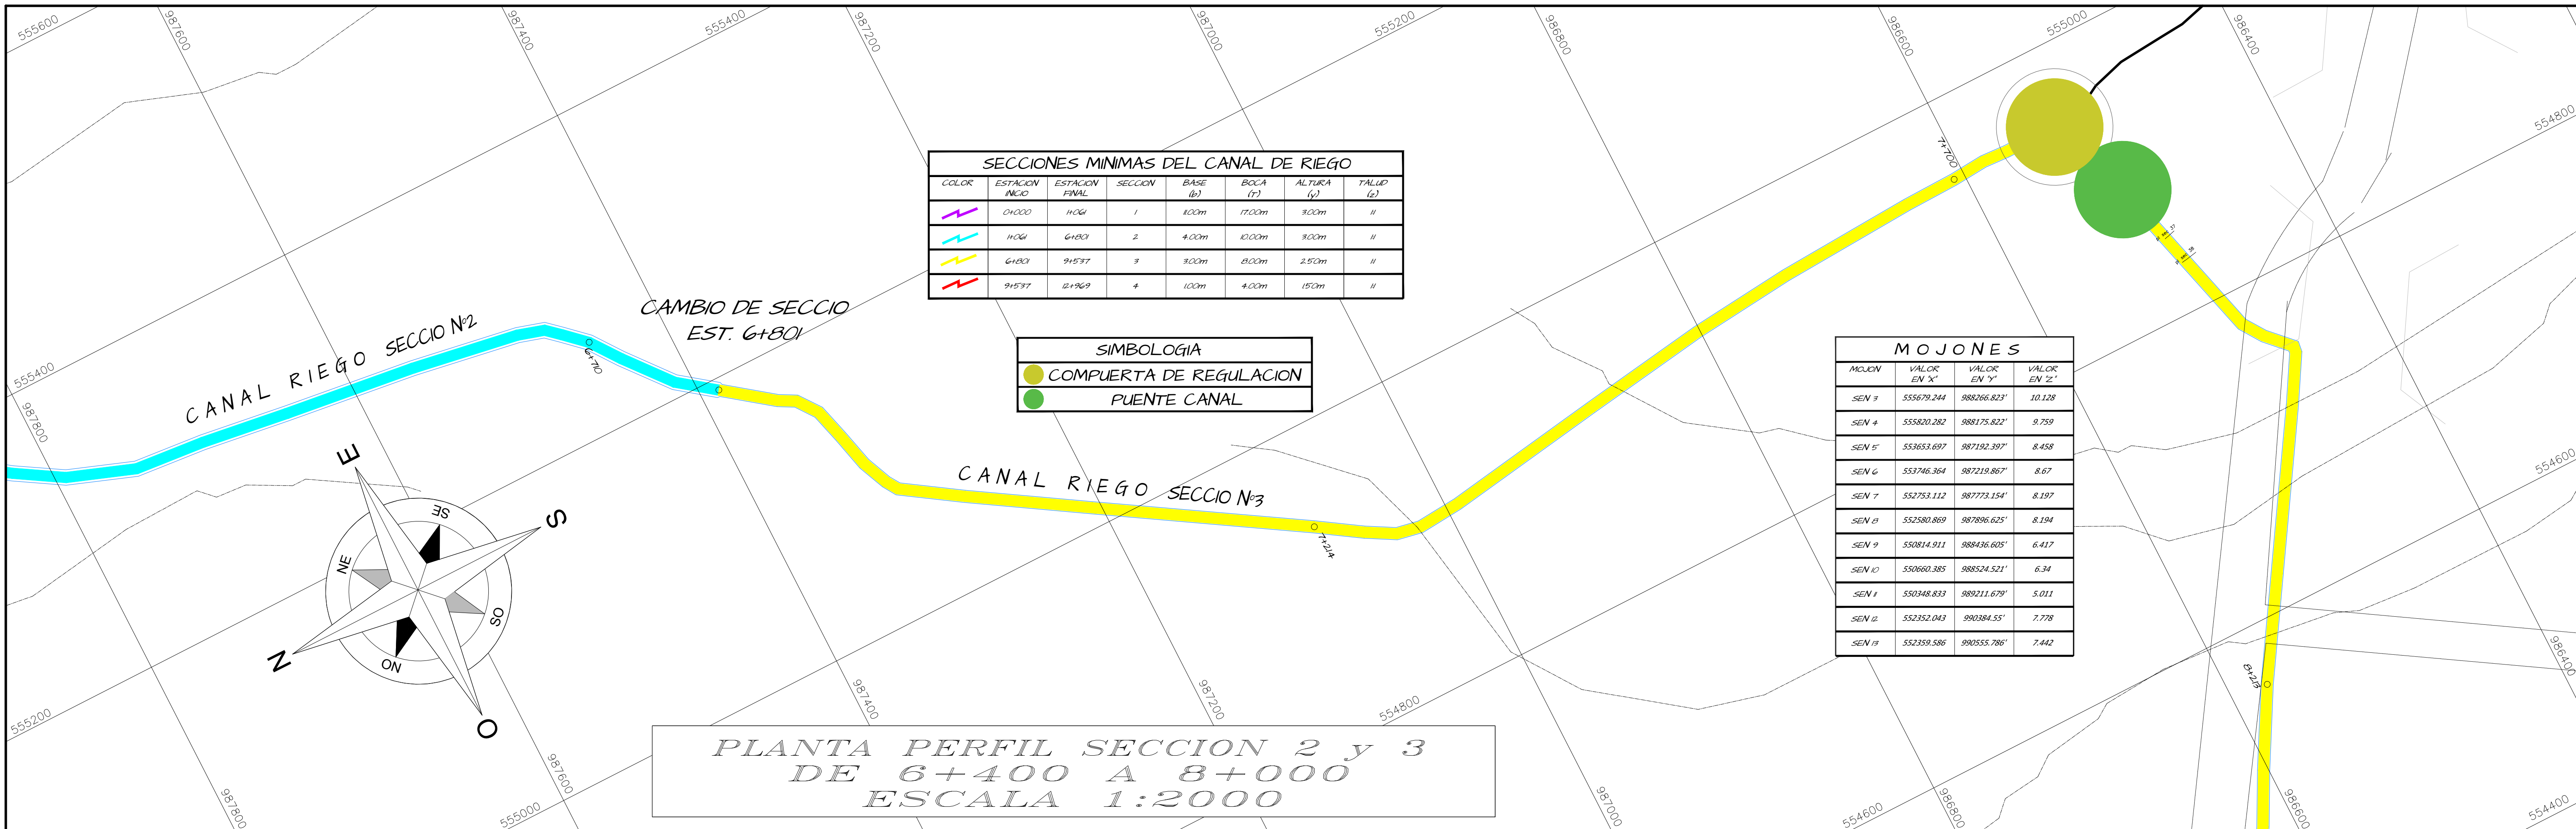 555600
987600
987400
555400
987200
987000
555200
986800
986600
555000
986400
554800
SECCIONES MINIMAS DEL CANAL DE RIEGO
COLOR ESTACION INICIO ESTACION FINAL SECCION BASE (b) BOCA (T) ALTURA (y) TALUD (z)
0+000 1+061 1 11.00m 17.00m 3.00m 1:1
1+061 6+801 2 4.00m 10.00m 3.00m 1:1
6+801 9+537 3 3.00m 8.00m 2.50m 1:1
9+537 12+969 4 1.00m 4.00m 1.50m 1:1
7+700
CAMBIO DE SECCIO
EST. 6+801
CANAL RIEGO SECCIO Nº2
6+710
SIMBOLOGIA
COMPUERTA DE REGULACION
PUENTE CANAL
555400
987800
CANAL RIEGO SECCIO Nº3
7+214
MOJONES
MOJON VALOR EN 'X' VALOR EN 'Y' VALOR EN 'Z'
SEN 3 555679.244 988266.823' 10.128
SEN 4 555820.282 988175.822' 9.759
SEN 5 553653.697 987192.397' 8.458
SEN 6 553746.364 987219.867' 8.67
SEN 7 552753.112 987773.154' 8.197
SEN 8 552580.869 987896.625' 8.194
SEN 9 550814.911 988436.605' 6.417
SEN 10 550660.385 988524.521' 6.34
SEN 11 550348.833 989211.679' 5.011
SEN 12 552352.043 990384.55' 7.778
SEN 13 552359.586 990555.786' 7.442
554600
E
SE
S
NE
SO
N
NO
O
986400
8+213
555200
987400
987200
554800
987800
987600
555000
987000
554600
986800
986600
554400
PLANTA PERFIL SECCION 2 y 3
DE 6+400 A 8+000
ESCALA 1:2000